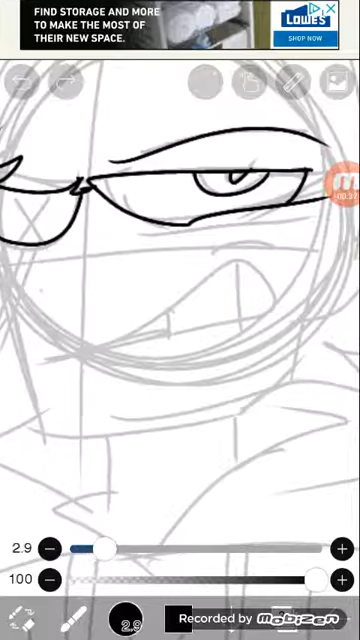 FIND STORAGE AND MORE
TO MAKE THE MOST OF
THEIR NEW SPACE.
LOWE'S
SHOP NOW
2.9
100
2.9
Recorded by Mobizen